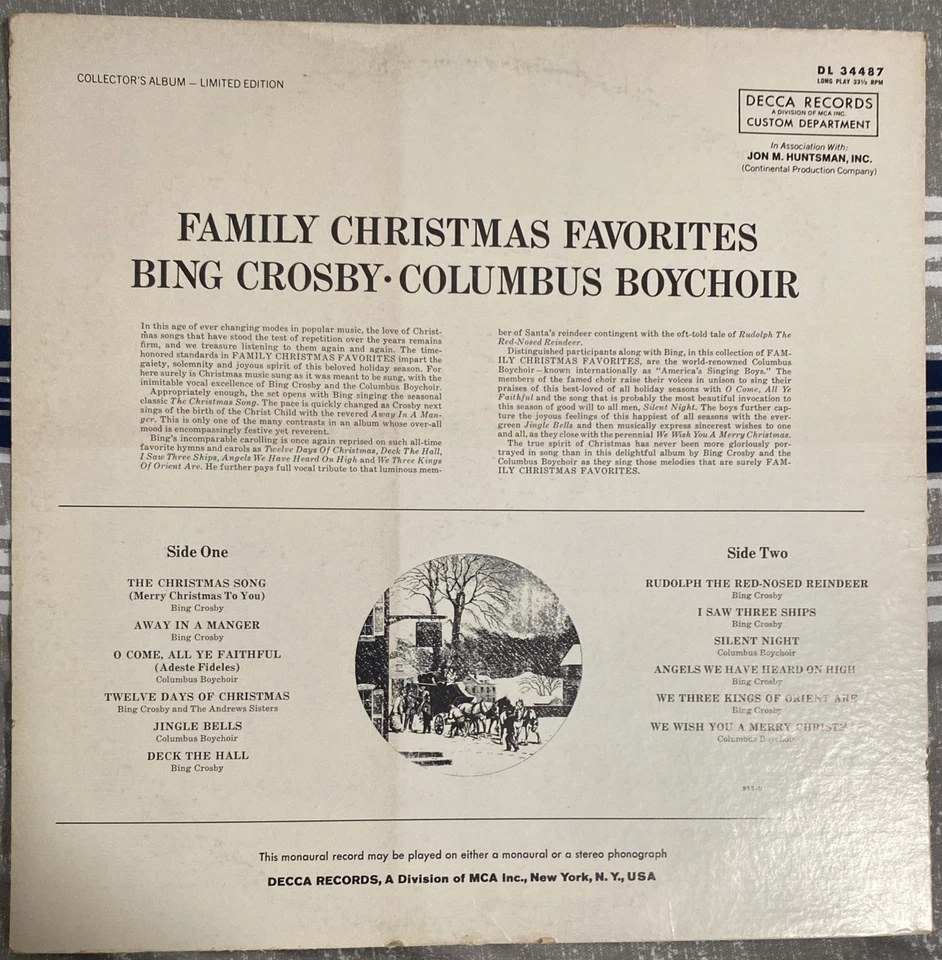 COLLECTOR'S ALBUM — LIMITED EDITION
DL 34487
LONG PLAY 33⅓ RPM
DECCA RECORDS
A DIVISION OF MCA INC.
CUSTOM DEPARTMENT
In Association With:
JON M. HUNTSMAN, INC.
(Continental Production Company)
FAMILY CHRISTMAS FAVORITES
BING CROSBY · COLUMBUS BOYCHOIR
In this age of ever changing modes in popular music, the love of Christ-
mas songs that have stood the test of repetition over the years remains
firm, and we treasure listening to them again and again. The time-
honored standards in FAMILY CHRISTMAS FAVORITES impart the
gaiety, solemnity and joyous spirit of this beloved holiday season. For
here surely is Christmas music sung as it was meant to be sung, with the
inimitable vocal excellence of Bing Crosby and the Columbus Boychoir.
Appropriately enough, the set opens with Bing singing the seasonal
classic The Christmas Song. The pace is quickly changed as Crosby next
sings of the birth of the Christ Child with the revered Away In A Man-
ger. This is only one of the many contrasts in an album whose over-all
mood is encompassingly festive yet reverent.
Bing's incomparable carolling is once again reprised on such all-time
favorite hymns and carols as Twelve Days Of Christmas, Deck The Hall,
I Saw Three Ships, Angels We Have Heard On High and We Three Kings
Of Orient Are. He further pays full vocal tribute to that luminous mem-
ber of Santa's reindeer contingent with the oft-told tale of Rudolph The
Red-Nosed Reindeer.
Distinguished participants along with Bing, in this collection of FAM-
ILY CHRISTMAS FAVORITES, are the world-renowned Columbus
Boychoir—known internationally as "America's Singing Boys." The
members of the famed choir raise their voices in unison to sing their
praises of this best-loved of all holiday seasons with O Come, All Ye
Faithful and the song that is probably the most beautiful invocation to
this season of good will to all men, Silent Night. The boys further cap-
ture the joyous feelings of this happiest of all seasons with the ever-
green Jingle Bells and then musically express sincerest wishes to one
and all, as they close with the perennial We Wish You A Merry Christmas.
The true spirit of Christmas has never been more gloriously por-
trayed in song than in this delightful album by Bing Crosby and the
Columbus Boychoir as they sing those melodies that are surely FAM-
ILY CHRISTMAS FAVORITES.
Side One
THE CHRISTMAS SONG
(Merry Christmas To You)
Bing Crosby
AWAY IN A MANGER
Bing Crosby
O COME, ALL YE FAITHFUL
(Adeste Fideles)
Columbus Boychoir
TWELVE DAYS OF CHRISTMAS
Bing Crosby and The Andrews Sisters
JINGLE BELLS
Columbus Boychoir
DECK THE HALL
Bing Crosby
Side Two
RUDOLPH THE RED-NOSED REINDEER
Bing Crosby
I SAW THREE SHIPS
Bing Crosby
SILENT NIGHT
Columbus Boychoir
ANGELS WE HAVE HEARD ON HIGH
Bing Crosby
WE THREE KINGS OF ORIENT ARE
Bing Crosby
WE WISH YOU A MERRY CHRISTMAS
Columbus Boychoir
This monaural record may be played on either a monaural or a stereo phonograph
DECCA RECORDS, A Division of MCA Inc., New York, N. Y., USA